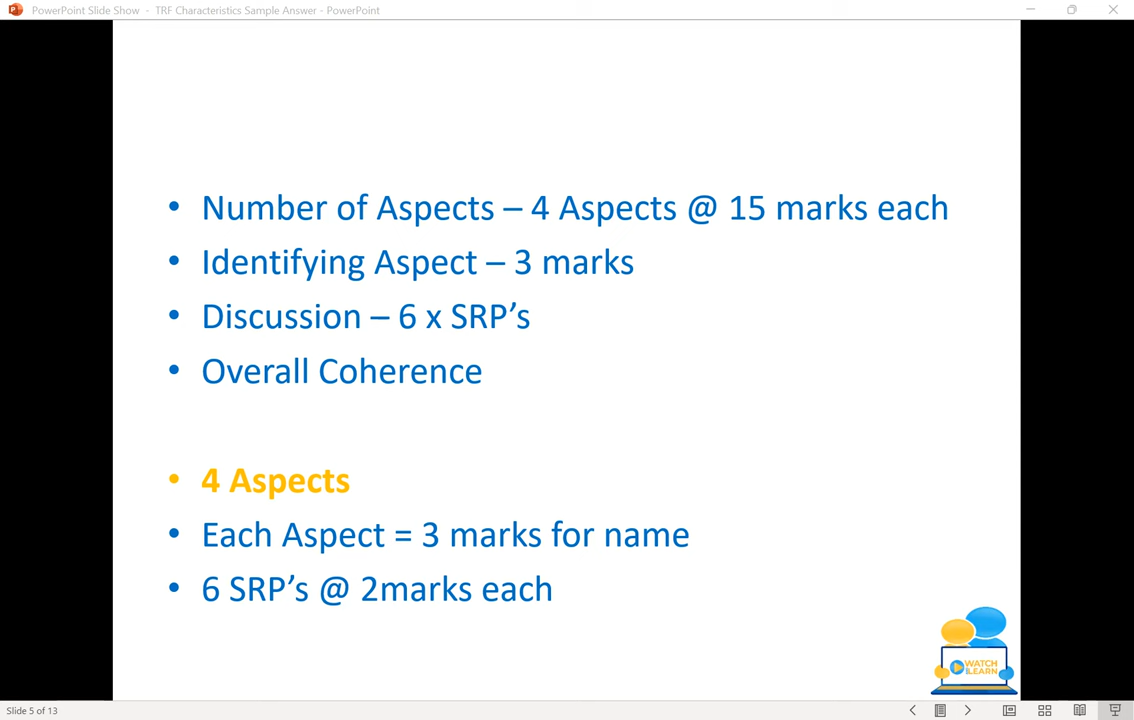 PowerPoint Slide Show - TRF Characteristics Sample Answer - PowerPoint
• Number of Aspects – 4 Aspects @ 15 marks each
• Identifying Aspect – 3 marks
• Discussion – 6 x SRP’s
• Overall Coherence
• 4 Aspects
• Each Aspect = 3 marks for name
• 6 SRP’s @ 2marks each
WATCH
2LEARN
Slide 5 of 13